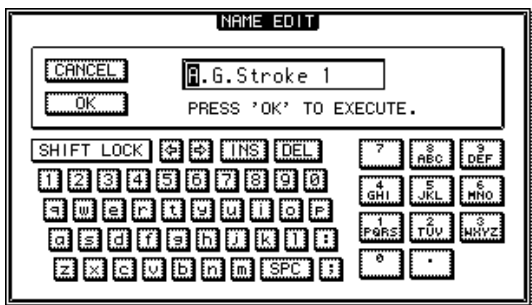 NAME EDIT
CANCEL
A.G.Stroke 1
OK
PRESS 'OK' TO EXECUTE.
SHIFT LOCK ← → INS DEL
1 2 3 4 5 6 7 8 9 0
q w e r t y u i o p
a s d f g h j k l :
z x c v b n m SPC ;
7 8 ABC 9 DEF
4 GHI 5 JKL 6 MNO
1 PQRS 2 TUV 3 WXYZ
0 .